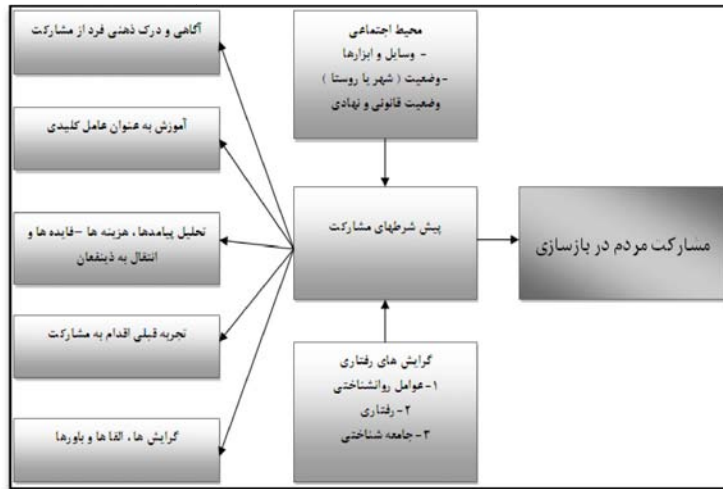 آگاهی و درک ذهنی فرد از مشارکت
آموزش به عنوان عامل کلیدی
تحلیل پیامدها، هزینه ها –فایده ها و
انتقال به ذینفعان
تجربه قبلی اقدام به مشارکت
گرایش ها، القا ها و باورها
محیط اجتماعی
- وسایل و ابزارها
-وضعیت ( شهر یا روستا )
وضعیت قانونی و نهادی
پیش شرطهای مشارکت
گرایش های رفتاری
۱-عوامل روانشناختی
۲-رفتاری
۳-جامعه شناختی
مشارکت مردم در بازسازی